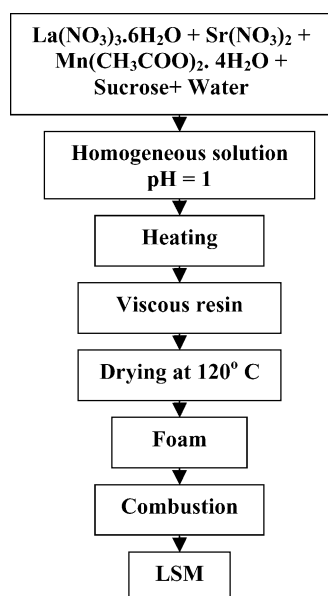 La(NO₃)₃.6H₂O + Sr(NO₃)₂ +
Mn(CH₃COO)₂. 4H₂O +
Sucrose+ Water
Homogeneous solution
pH = 1
Heating
Viscous resin
Drying at 120° C
Foam
Combustion
LSM